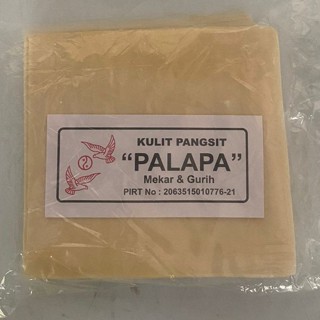 KULIT PANGSIT
“PALAPA”
Mekar & Gurih
PIRT No : 2063515010776-21